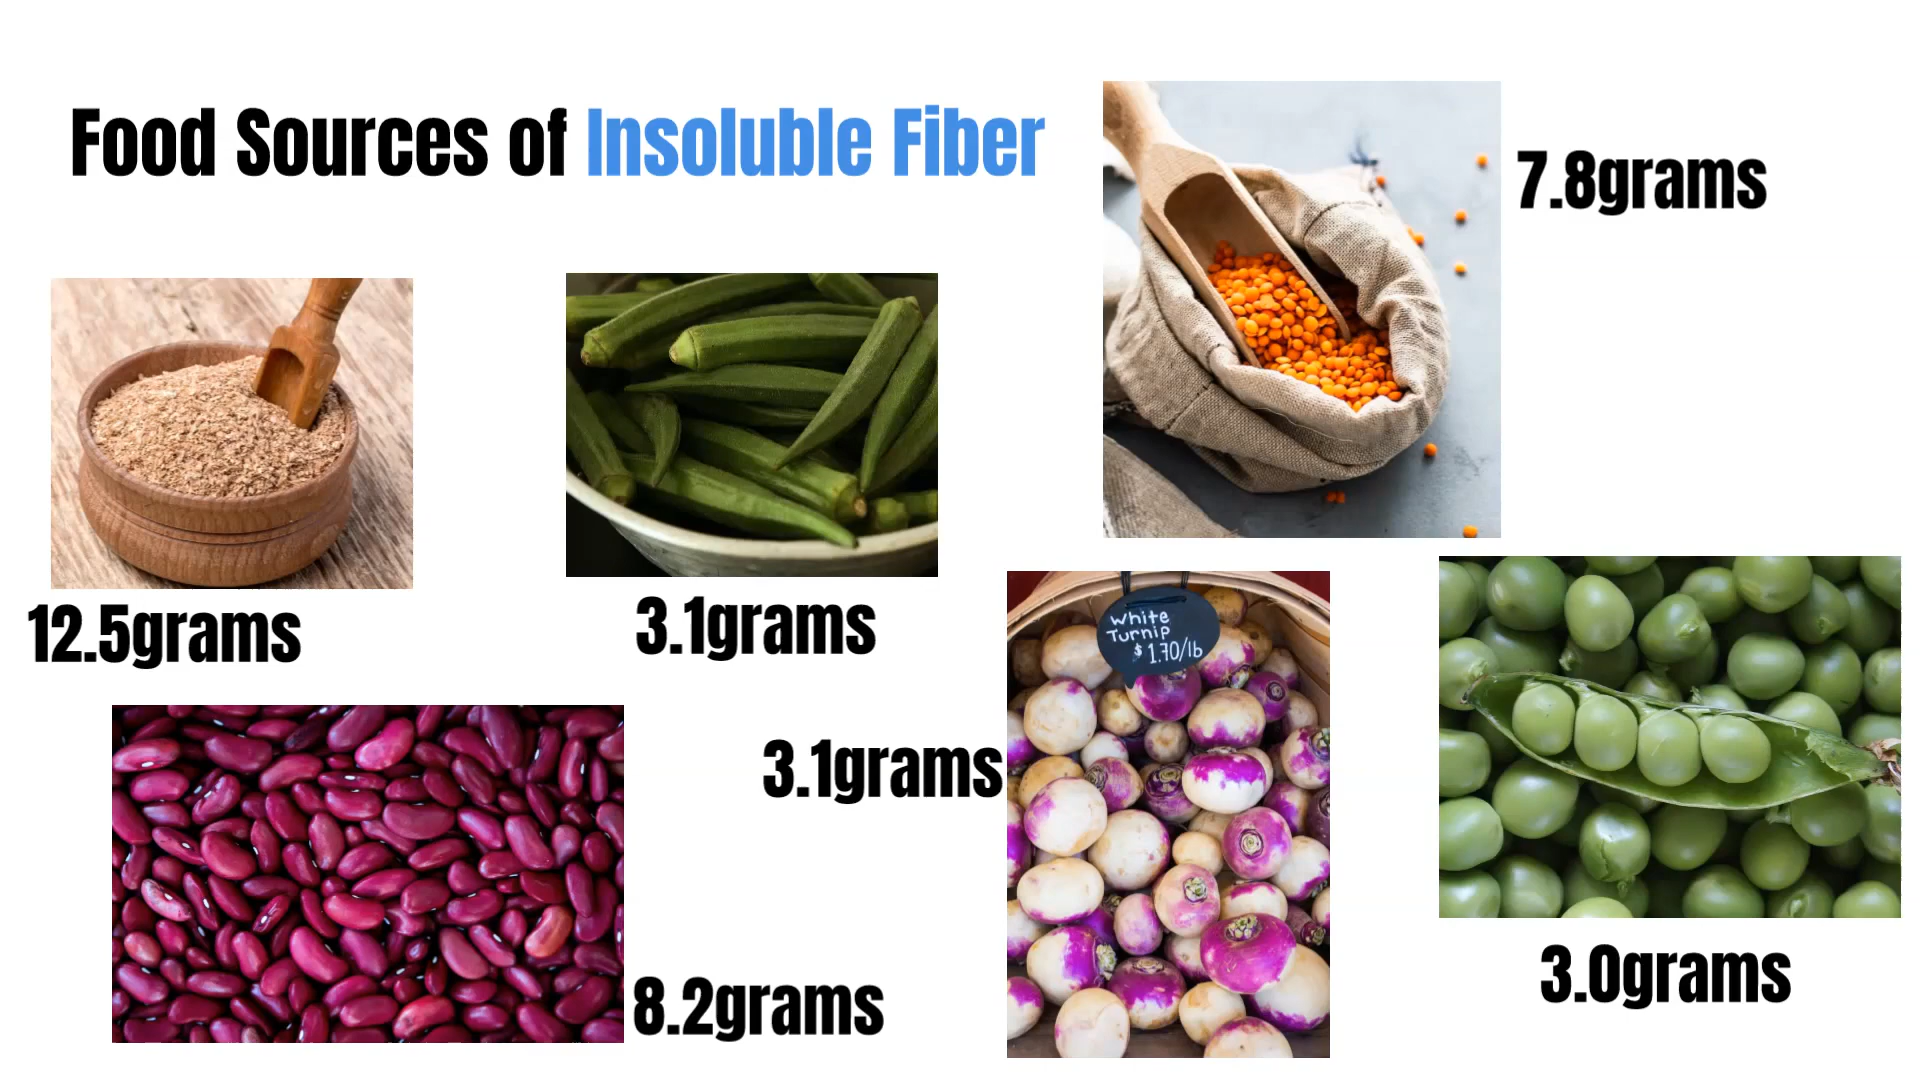 Food Sources of Insoluble Fiber
7.8grams
12.5grams
3.1grams
White
Turnip
$1.70/lb
3.1grams
8.2grams
3.0grams